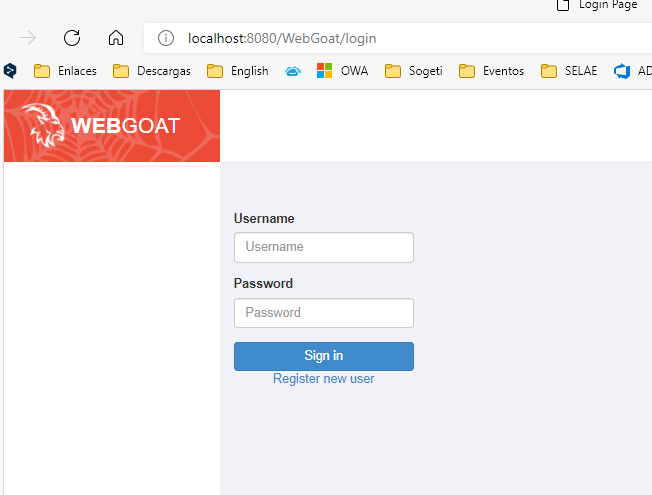 Login Page
localhost:8080/WebGoat/login
Enlaces Descargas English OWA Sogeti Eventos SELAE AD
WEBGOAT
Username
Username
Password
Password
Sign in
Register new user